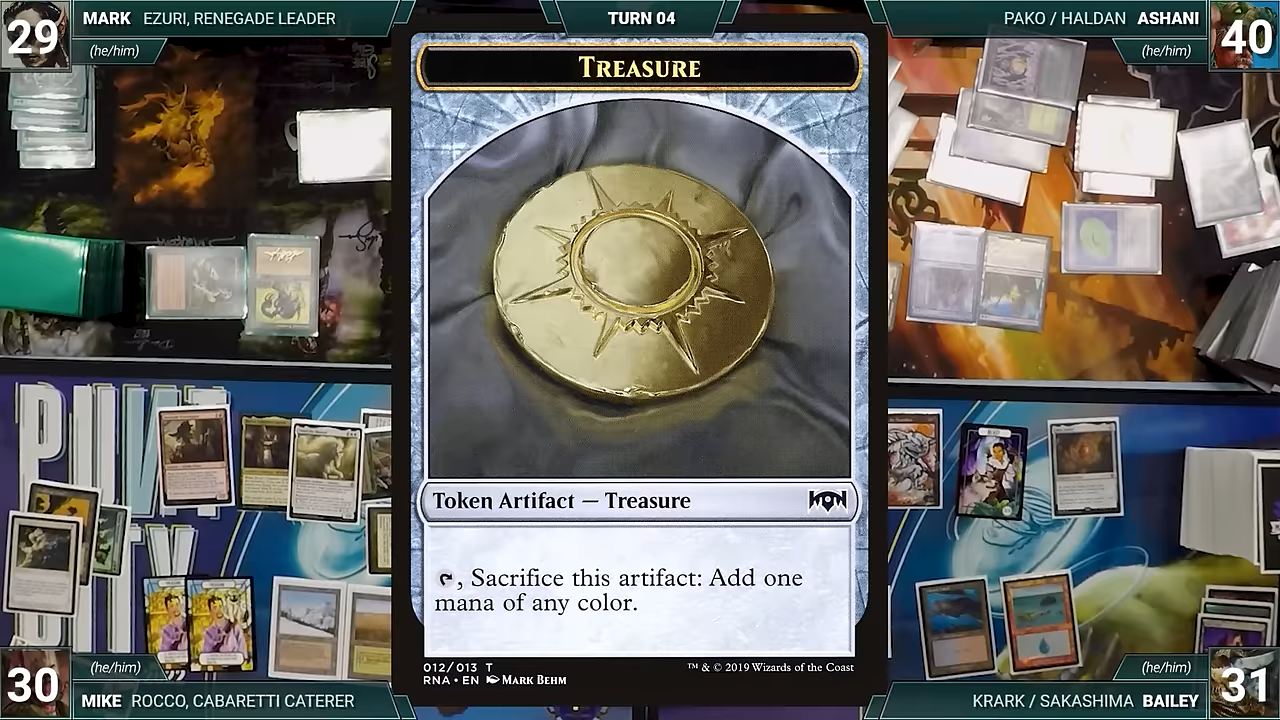 29
MARK EZURI, RENEGADE LEADER
(he/him)
TURN 04
PAKO / HALDAN ASHANI
(he/him)
40
TREASURE
Token Artifact — Treasure
, Sacrifice this artifact: Add one
mana of any color.
012/013 T
RNA • EN MARK BEHM
™ & © 2019 Wizards of the Coast
30
(he/him)
MIKE ROCCO, CABARETTI CATERER
(he/him)
KRARK / SAKASHIMA BAILEY
31